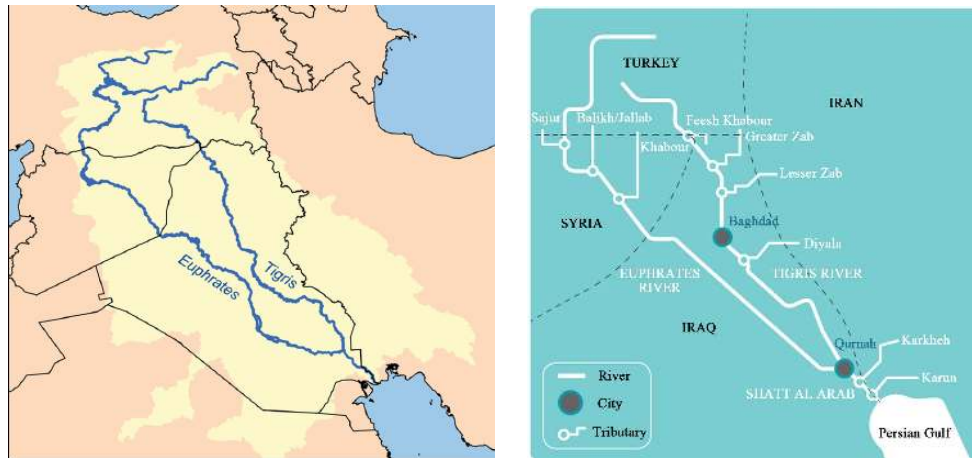 Euphrates
Tigris
TURKEY
IRAN
Sajur
Balikh/Jallab
Feesh Khabour
Khabour
Greater Zab
Lesser Zab
SYRIA
Baghdad
Diyala
EUPHRATES
RIVER
TIGRIS RIVER
IRAQ
Qurnah
Karkheh
Karun
SHATT AL ARAB
River
City
Tributary
Persian Gulf